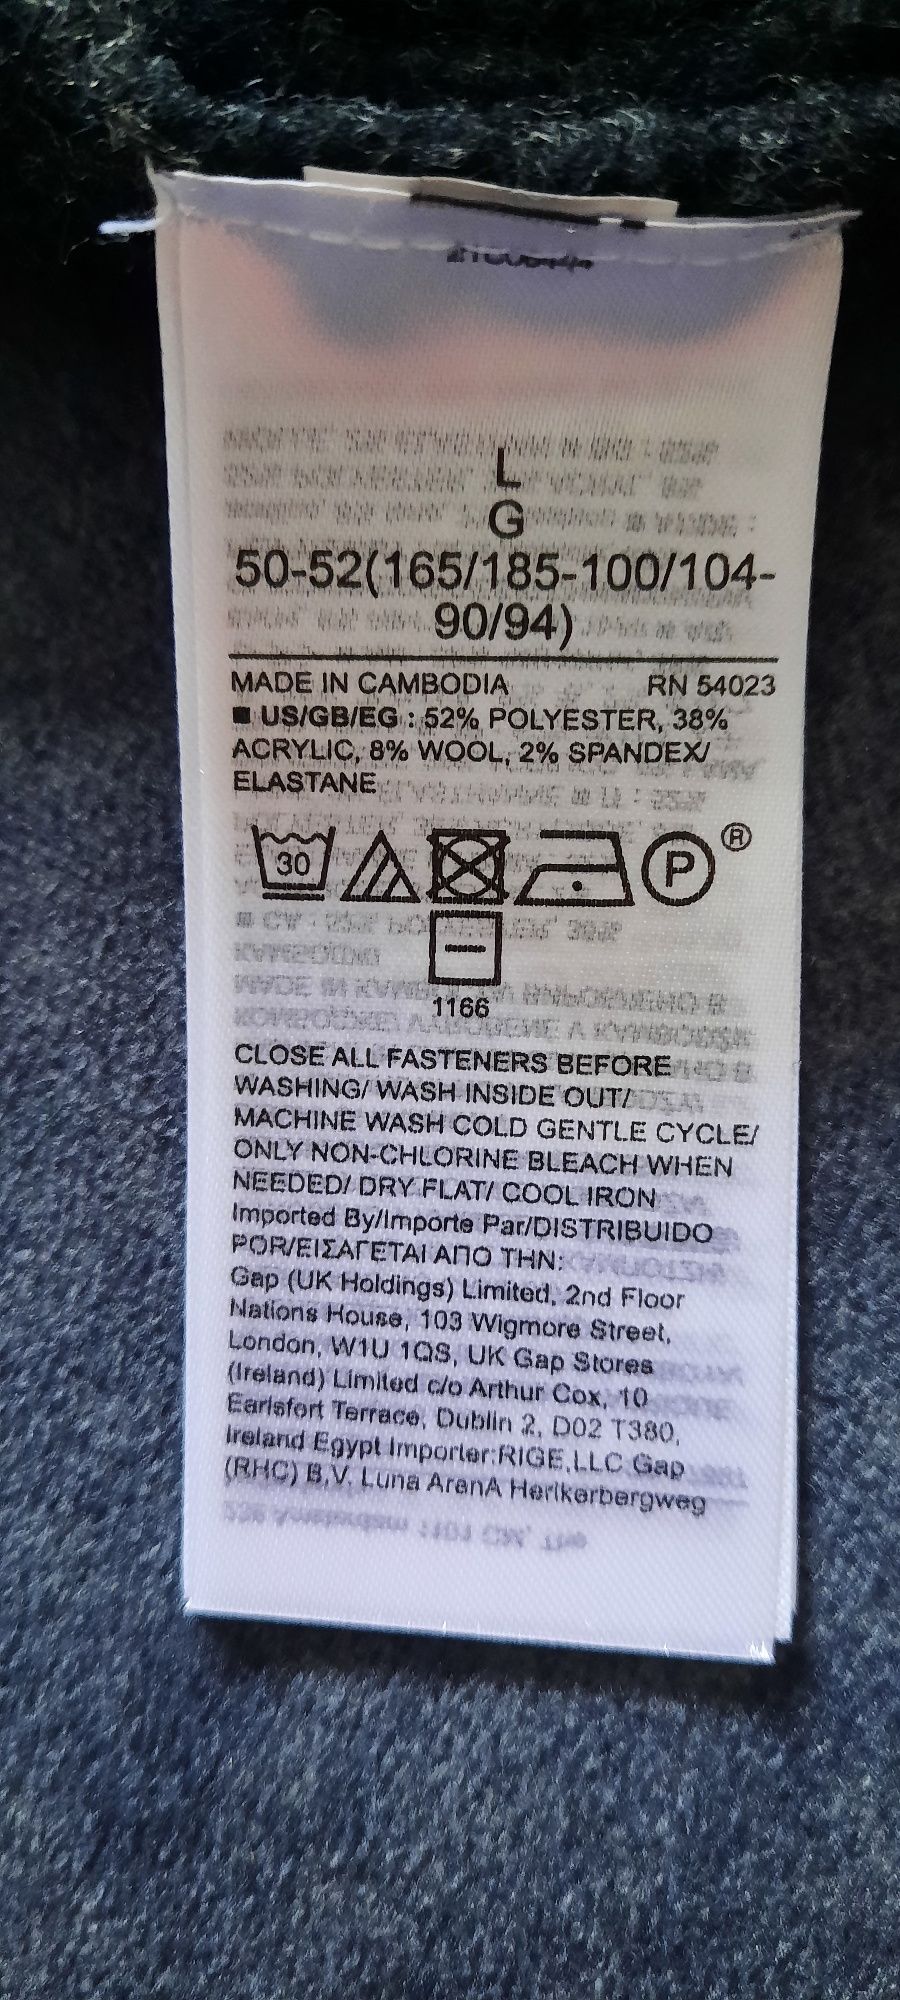 L
G
50-52(165/185-100/104-
90/94)
MADE IN CAMBODIA RN 54023
■ US/GB/EG : 52% POLYESTER, 38%
ACRYLIC, 8% WOOL, 2% SPANDEX/
ELASTANE
30 P ®
1166
CLOSE ALL FASTENERS BEFORE
WASHING/ WASH INSIDE OUT/
MACHINE WASH COLD GENTLE CYCLE/
ONLY NON-CHLORINE BLEACH WHEN
NEEDED/ DRY FLAT/ COOL IRON
Imported By/Importe Par/DISTRIBUIDO
POR/ΕΙΣΑΓΕΤΑΙ ΑΠΟ ΤΗΝ:
Gap (UK Holdings) Limited, 2nd Floor
Nations House, 103 Wigmore Street,
London, W1U 1QS, UK Gap Stores
(Ireland) Limited c/o Arthur Cox, 10
Earlsfort Terrace, Dublin 2, D02 T380,
Ireland Egypt Importer:RIGE,LLC Gap
(RHC) B.V. Luna ArenA Herikerbergweg